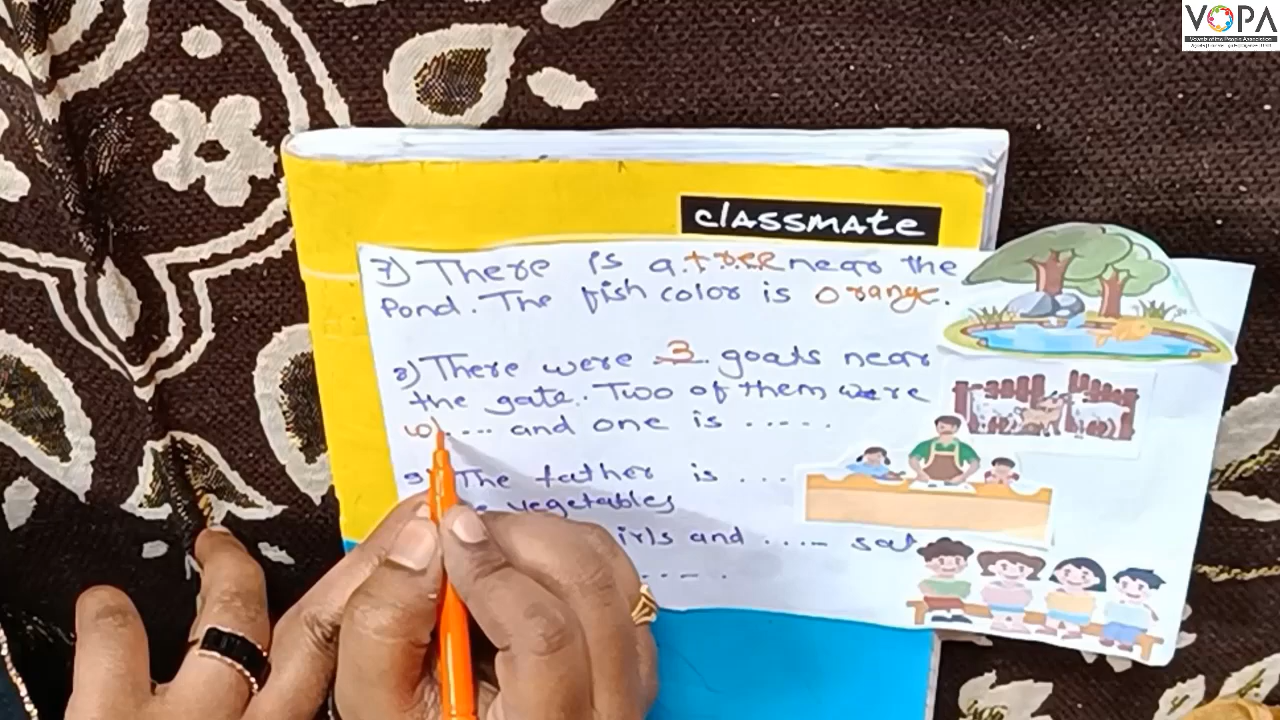 VOPA
classmate
7) There is a tree near the
Pond. The fish color is orange.
8) There were 3 goats near
the gate. Two of them were
w.... and one is .....
9) The father is ...
vegetables
irls and ..... sat
.....